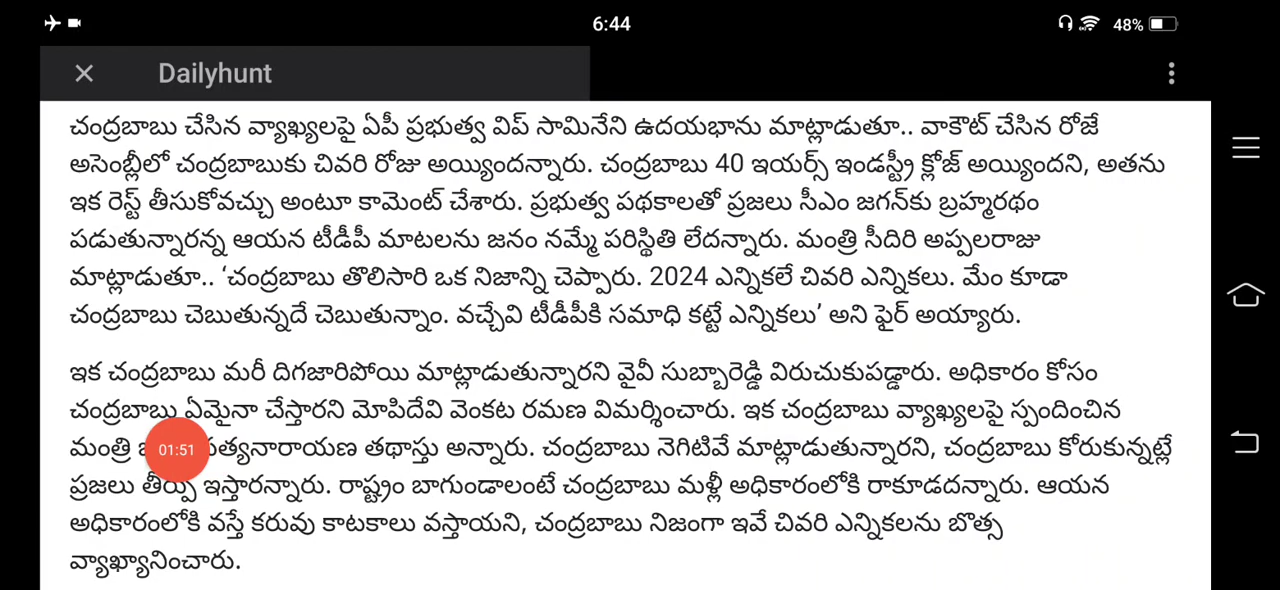 6:44
48%
Dailyhunt
చంద్రబాబు చేసిన వ్యాఖ్యలపై ఏపీ ప్రభుత్వ విప్ సామినేని ఉదయభాను మాట్లాడుతూ.. వాకౌట్ చేసిన రోజే
అసెంబ్లీలో చంద్రబాబుకు చివరి రోజు అయ్యిందన్నారు. చంద్రబాబు 40 ఇయర్స్ ఇండస్ట్రీ క్లోజ్ అయ్యిందని, అతను
ఇక రెస్ట్ తీసుకోవచ్చు అంటూ కామెంట్ చేశారు. ప్రభుత్వ పథకాలతో ప్రజలు సీఎం జగన్‌కు బ్రహ్మరథం
పడుతున్నారన్న ఆయన టీడీపీ మాటలను జనం నమ్మే పరిస్థితి లేదన్నారు. మంత్రి సీదిరి అప్పలరాజు
మాట్లాడుతూ.. ‘చంద్రబాబు తొలిసారి ఒక నిజాన్ని చెప్పారు. 2024 ఎన్నికలే చివరి ఎన్నికలు. మేం కూడా
చంద్రబాబు చెబుతున్నదే చెబుతున్నాం. వచ్చేవి టీడీపీకి సమాధి కట్టే ఎన్నికలు’ అని ఫైర్ అయ్యారు.
ఇక చంద్రబాబు మరీ దిగజారిపోయి మాట్లాడుతున్నారని వైవీ సుబ్బారెడ్డి విరుచుకుపడ్డారు. అధికారం కోసం
చంద్రబాబు ఏమైనా చేస్తారని మోపిదేవి వెంకట రమణ విమర్శించారు. ఇక చంద్రబాబు వ్యాఖ్యలపై స్పందించిన
మంత్రి 01:51 సత్యనారాయణ తథాస్తు అన్నారు. చంద్రబాబు నెగిటివే మాట్లాడుతున్నారని, చంద్రబాబు కోరుకున్నట్లే
ప్రజలు తీర్పు ఇస్తారన్నారు. రాష్ట్రం బాగుండాలంటే చంద్రబాబు మళ్లీ అధికారంలోకి రాకూడదన్నారు. ఆయన
అధికారంలోకి వస్తే కరువు కాటకాలు వస్తాయని, చంద్రబాబు నిజంగా ఇవే చివరి ఎన్నికలను బొత్స
వ్యాఖ్యానించారు.